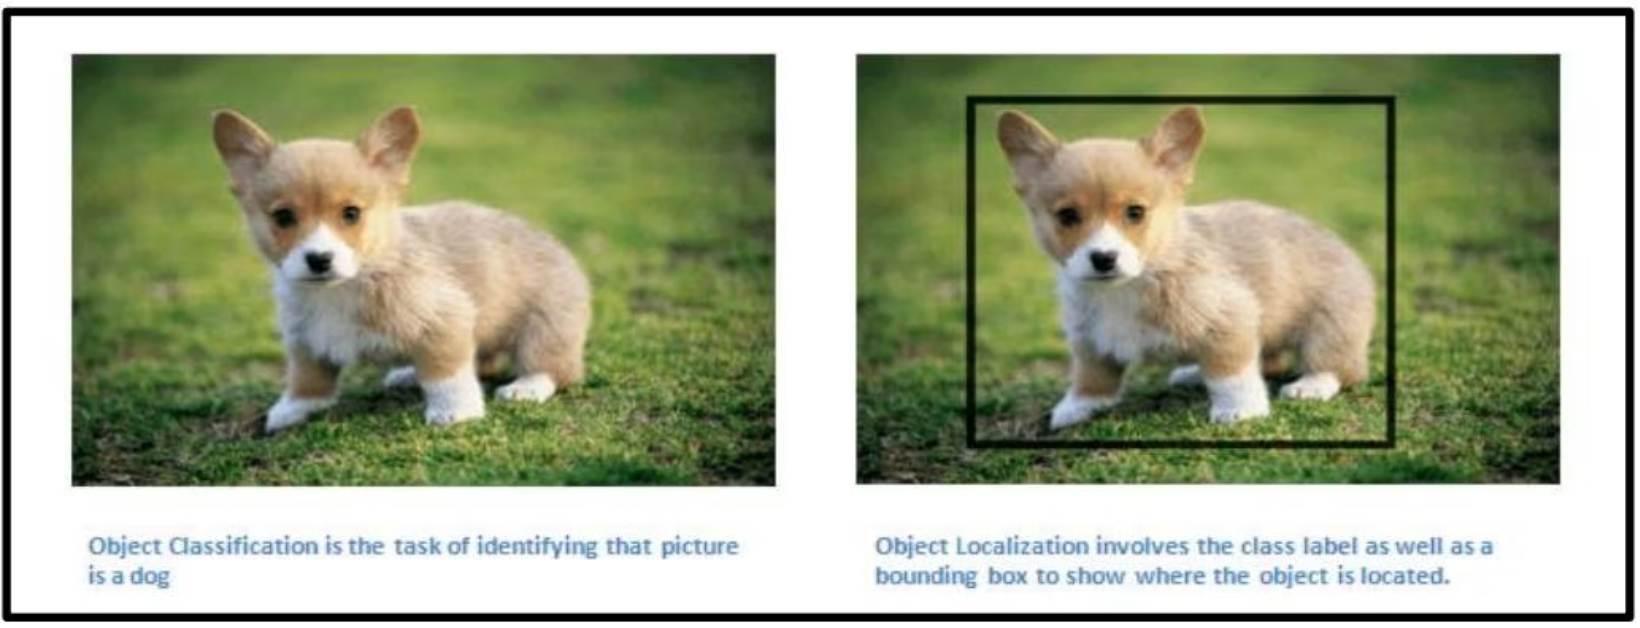 Object Classification is the task of identifying that picture
is a dog
Object Localization involves the class label as well as a
bounding box to show where the object is located.